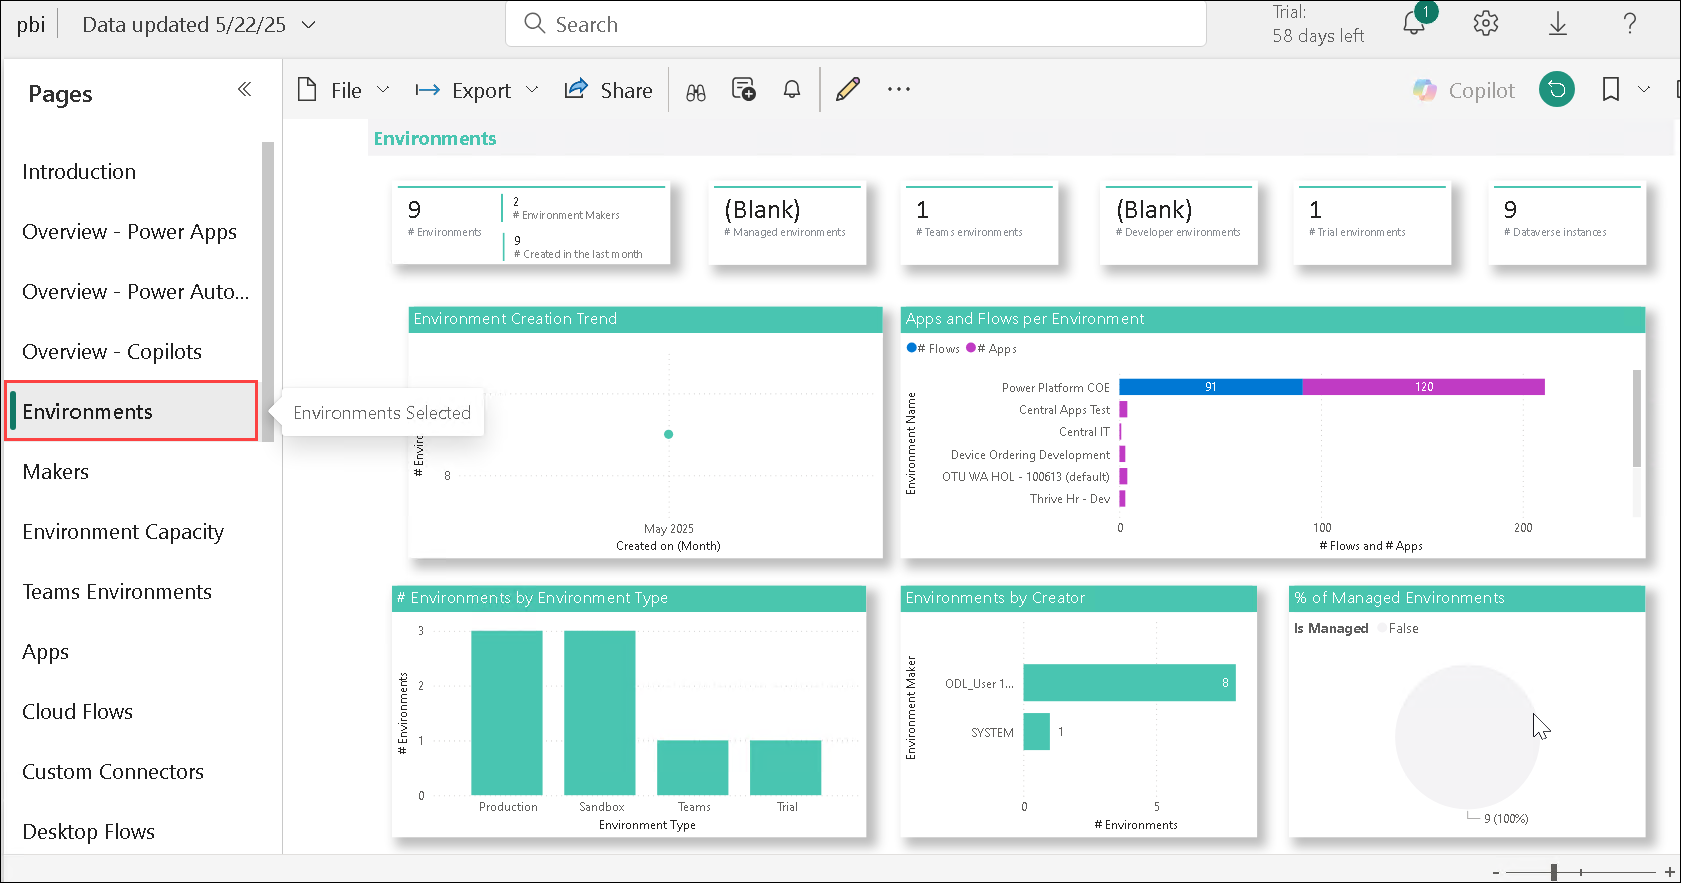 pbi
Data updated 5/22/25
Search
Trial:
58 days left
1
?
Pages
File
Export
Share
Copilot
Introduction
Overview - Power Apps
Overview - Power Auto...
Overview - Copilots
Environments
Makers
Environment Capacity
Teams Environments
Apps
Cloud Flows
Custom Connectors
Desktop Flows
Environments Selected
Environments
9
# Environments
2
# Environment Makers
9
# Created in the last month
(Blank)
# Managed environments
1
# Teams environments
(Blank)
# Developer environments
1
# Trial environments
9
# Dataverse instances
Environment Creation Trend
# Enviro
8
May 2025
Created on (Month)
Apps and Flows per Environment
# Flows # Apps
Environment Name
Power Platform COE 91 120
Central Apps Test
Central IT
Device Ordering Development
OTU WA HOL - 100613 (default)
Thrive Hr - Dev
0 100 200
# Flows and # Apps
# Environments by Environment Type
# Environments
3
2
1
0
Production Sandbox Teams Trial
Environment Type
Environments by Creator
Environment Maker
ODL_User 1... 8
SYSTEM 1
0 5
# Environments
% of Managed Environments
Is Managed False
9 (100%)
- +